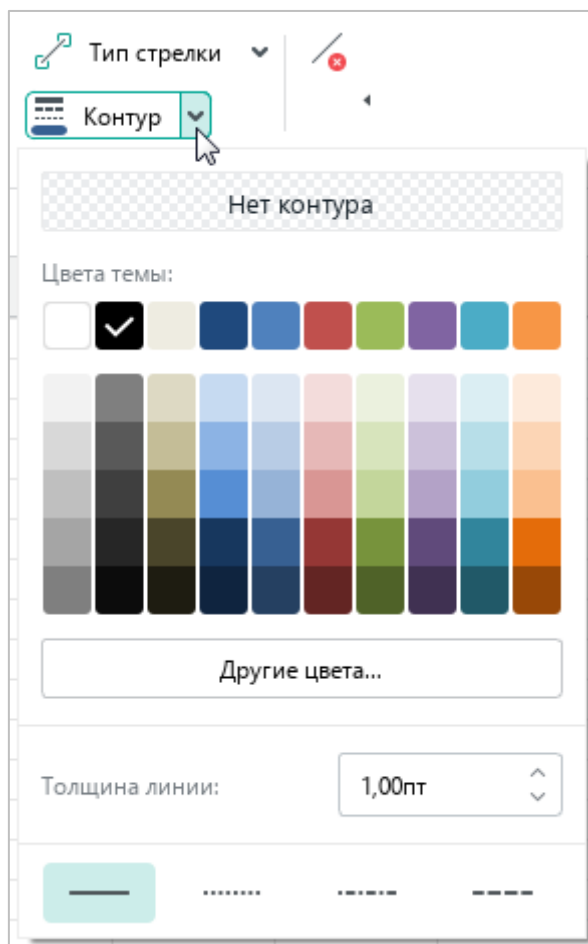 Тип стрелки
Контур
Нет контура
Цвета темы:
Другие цвета...
Толщина линии:
1,00пт